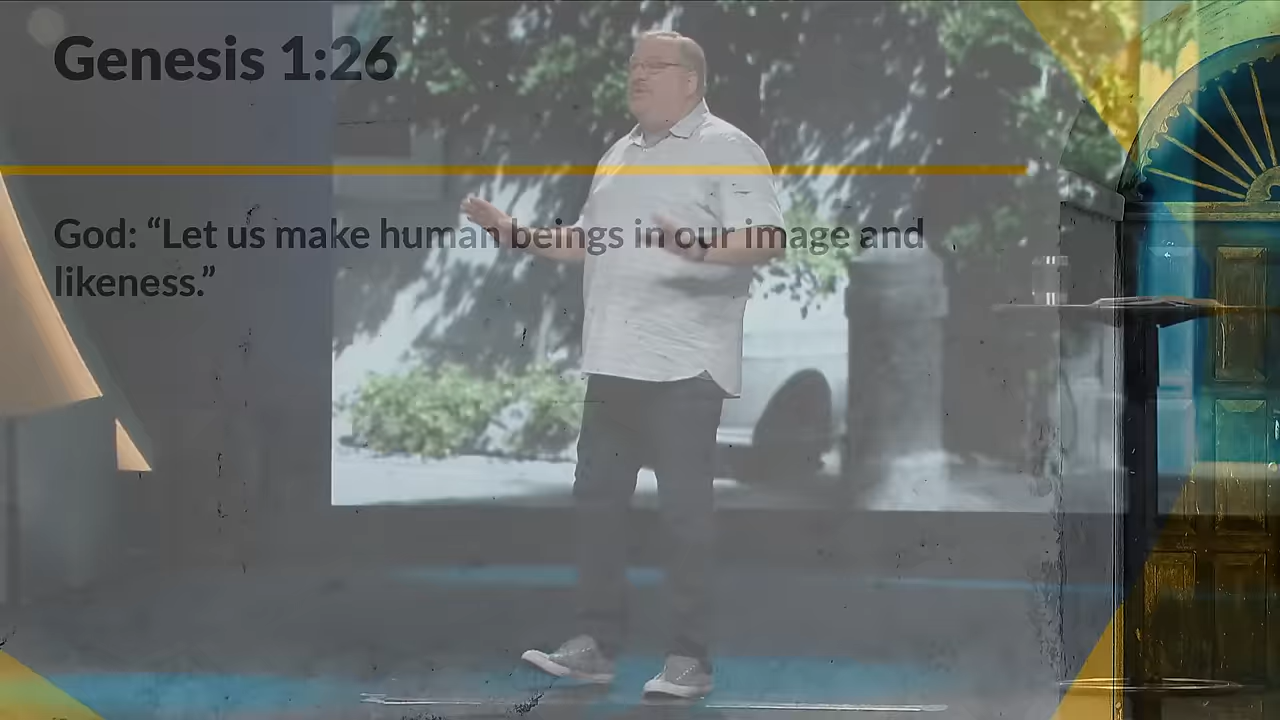 Genesis 1:26
God: “Let us make human beings in our image and
likeness.”